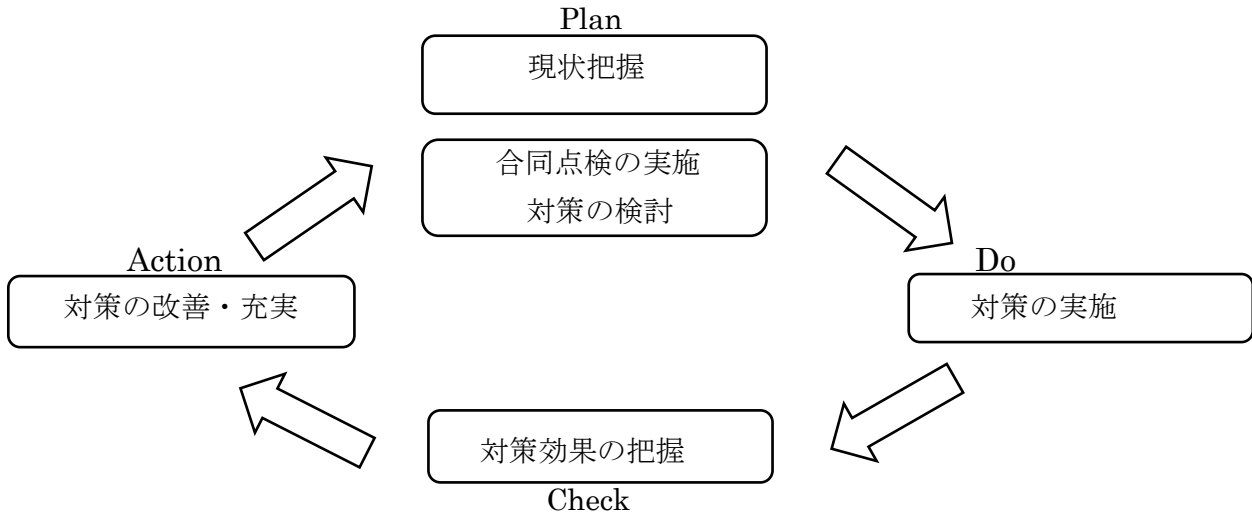 Plan
現状把握
合同点検の実施
対策の検討
Action
対策の改善・充実
Do
対策の実施
対策効果の把握
Check